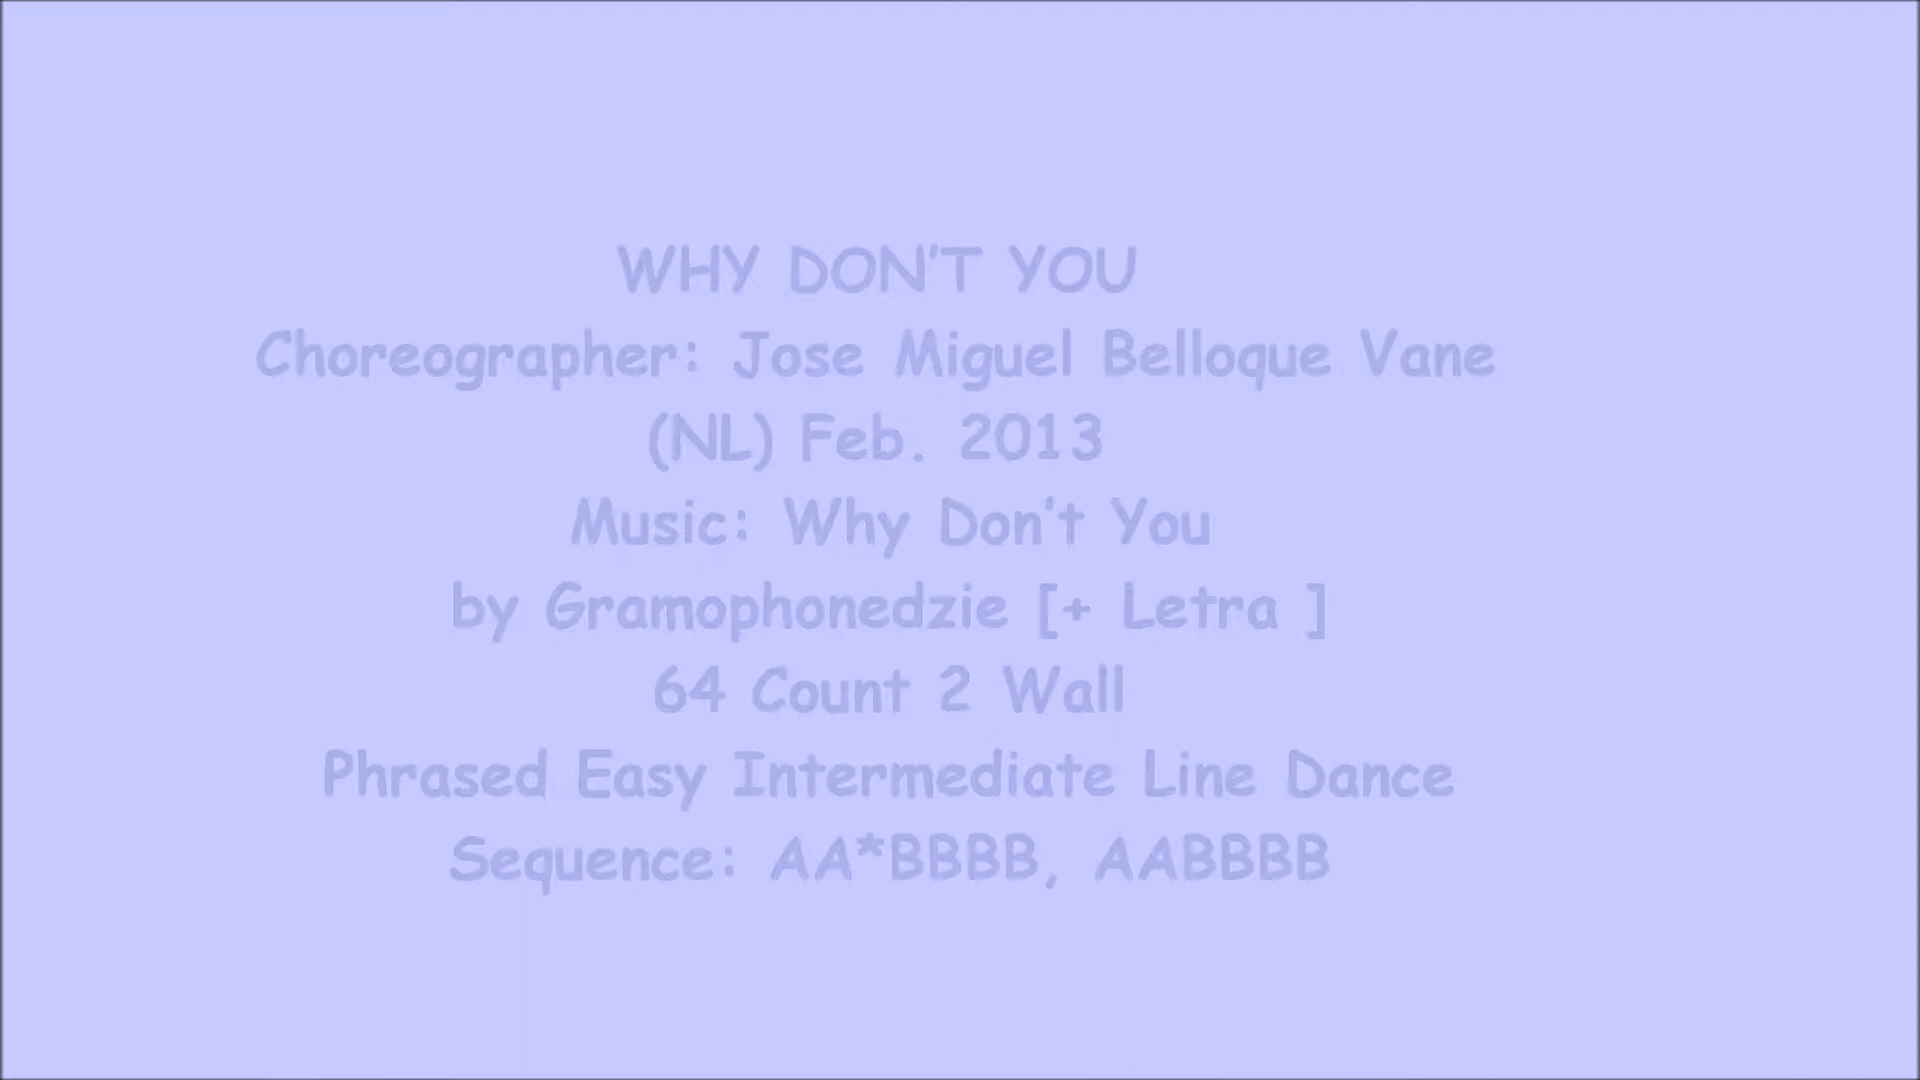 WHY DON'T YOU
Choreographer: Jose Miguel Belloque Vane
(NL) Feb. 2013
Music: Why Don't You
by Gramophonedzie [+ Letra ]
64 Count 2 Wall
Phrased Easy Intermediate Line Dance
Sequence: AA*BBBB, AABBBB